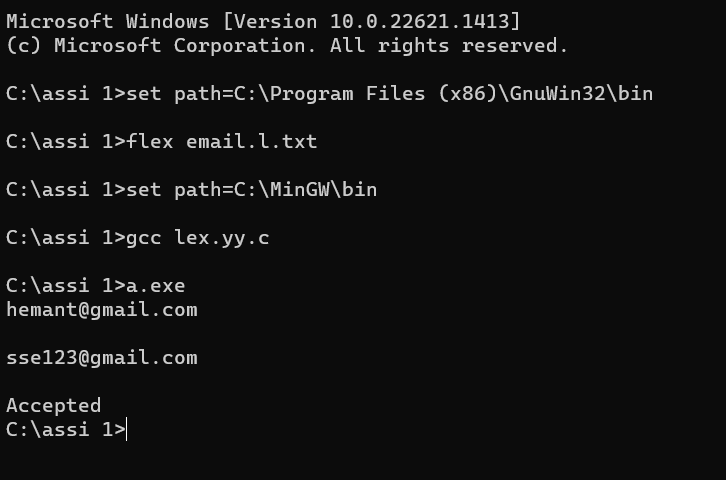 Microsoft Windows [Version 10.0.22621.1413]
(c) Microsoft Corporation. All rights reserved.
C:\assi 1>set path=C:\Program Files (x86)\GnuWin32\bin
C:\assi 1>flex email.l.txt
C:\assi 1>set path=C:\MinGW\bin
C:\assi 1>gcc lex.yy.c
C:\assi 1>a.exe
hemant@gmail.com
sse123@gmail.com
Accepted
C:\assi 1>